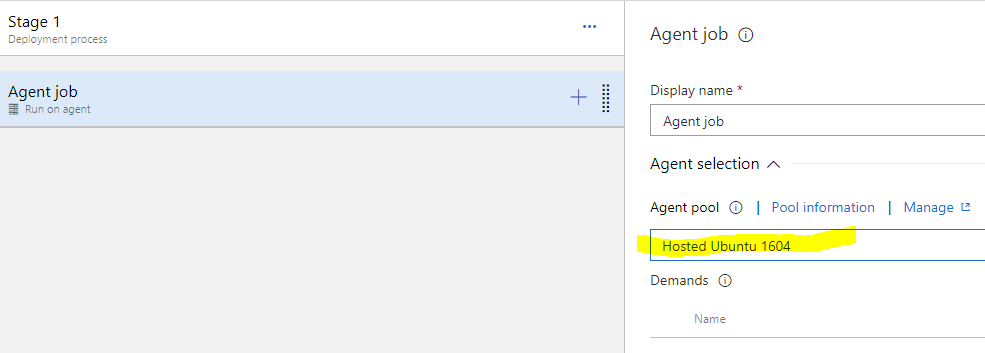 Stage 1
Deployment process
...
Agent job
Run on agent
Agent job
Display name *
Agent job
Agent selection
Agent pool | Pool information | Manage
Hosted Ubuntu 1604
Demands
Name